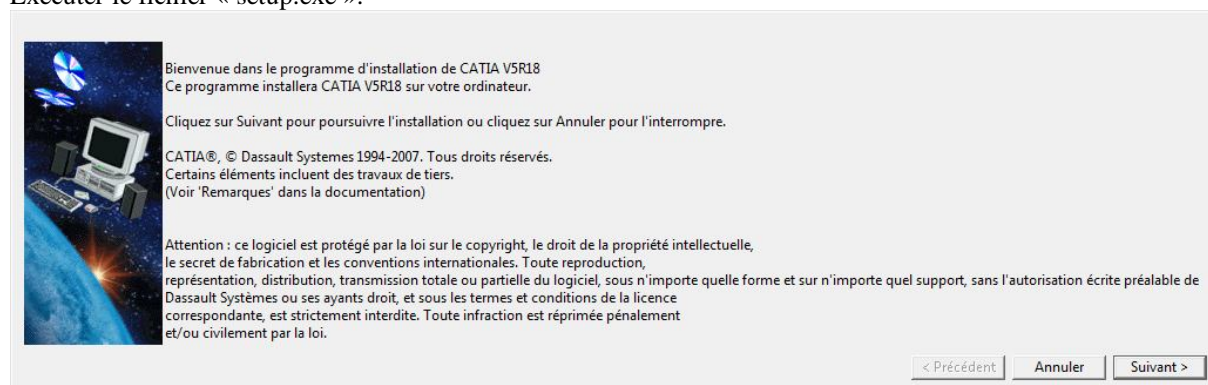 Exécuter le fichier « setup.exe ».
Bienvenue dans le programme d'installation de CATIA V5R18
Ce programme installera CATIA V5R18 sur votre ordinateur.
Cliquez sur Suivant pour poursuivre l'installation ou cliquez sur Annuler pour l'interrompre.
CATIA®, © Dassault Systemes 1994-2007. Tous droits réservés.
Certains éléments incluent des travaux de tiers.
(Voir 'Remarques' dans la documentation)
Attention : ce logiciel est protégé par la loi sur le copyright, le droit de la propriété intellectuelle,
le secret de fabrication et les conventions internationales. Toute reproduction,
représentation, distribution, transmission totale ou partielle du logiciel, sous n'importe quelle forme et sur n'importe quel support, sans l'autorisation écrite préalable de
Dassault Systèmes ou ses ayants droit, et sous les termes et conditions de la licence
correspondante, est strictement interdite. Toute infraction est réprimée pénalement
et/ou civilement par la loi.
< Précédent Annuler Suivant >